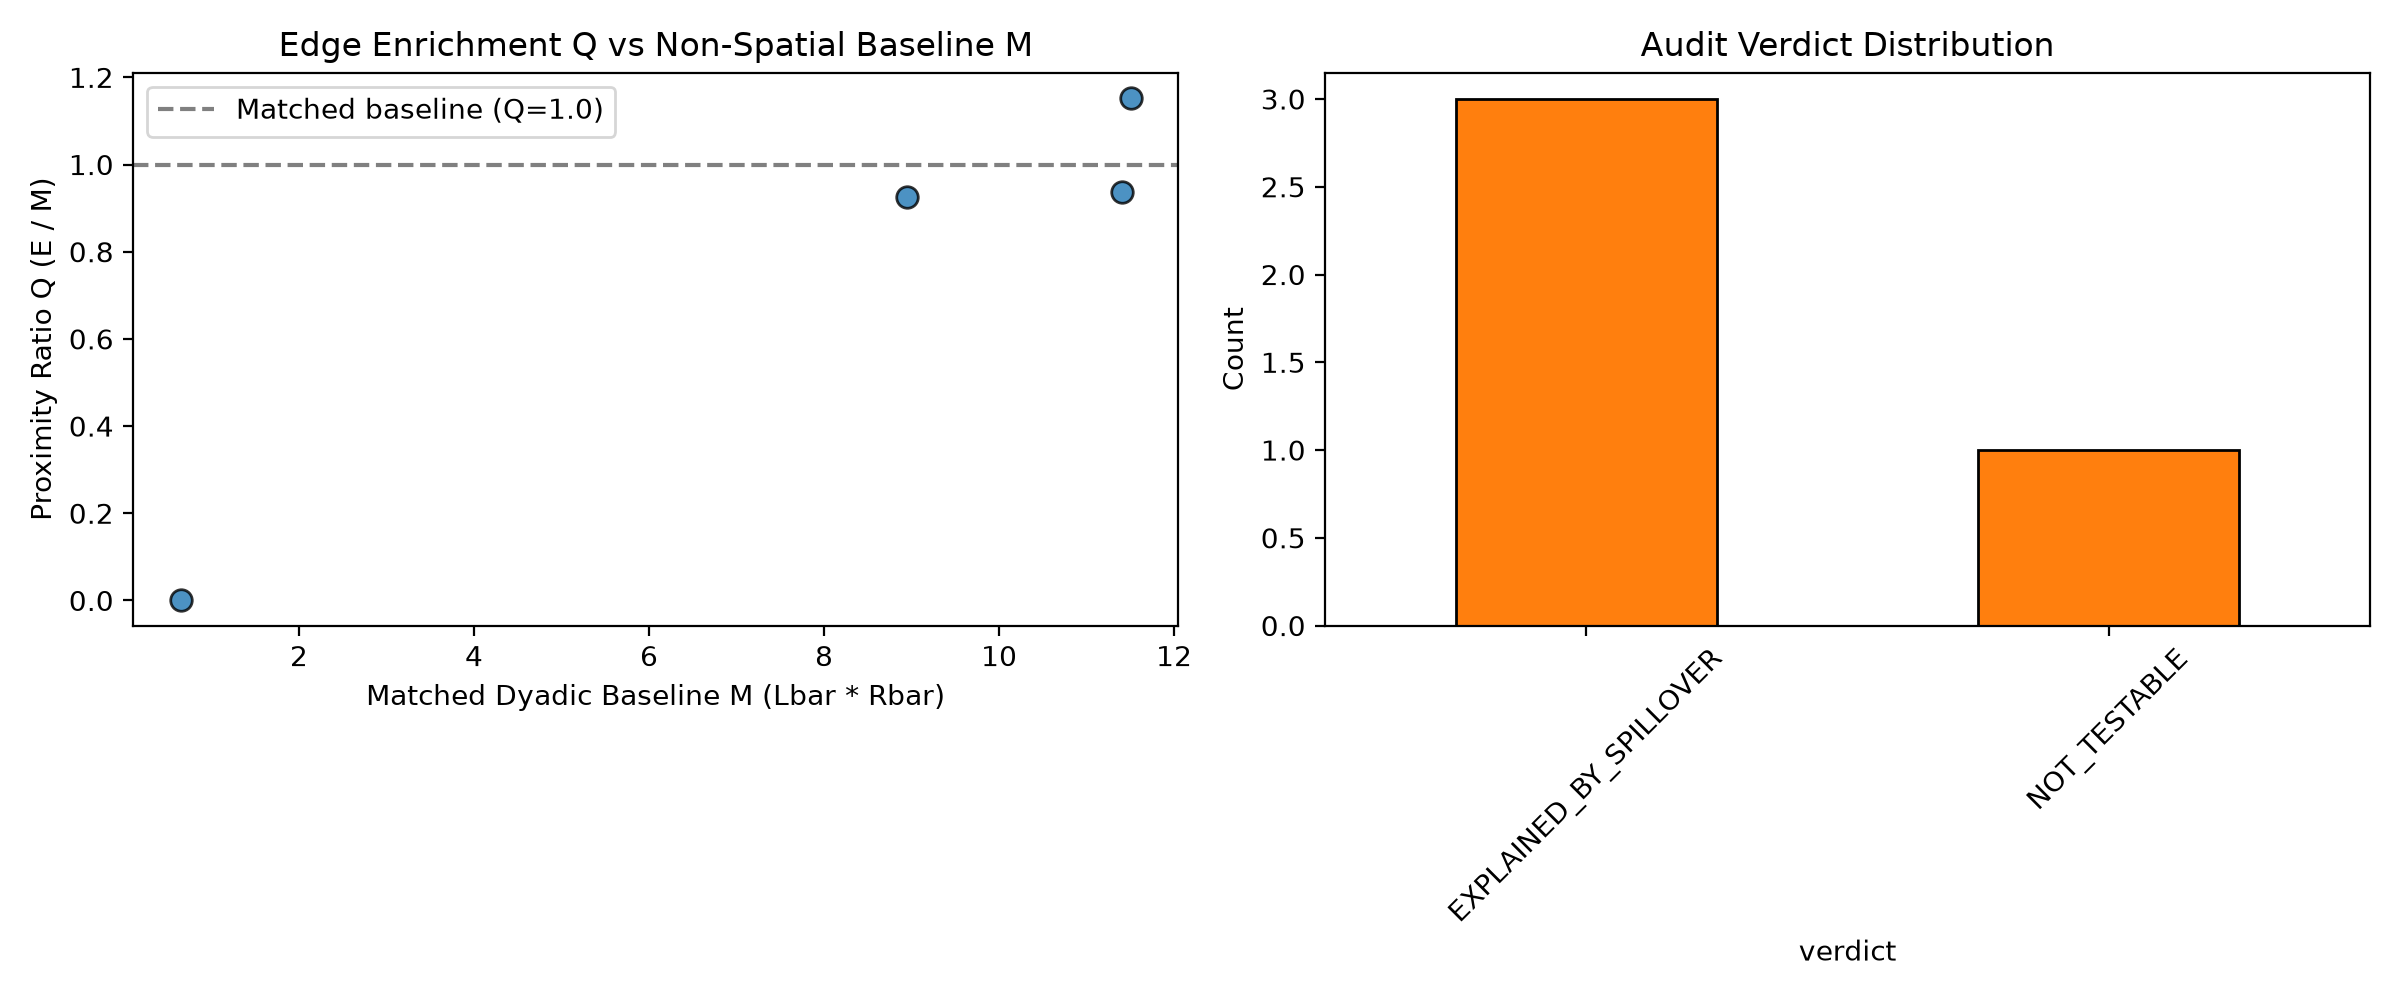 Edge Enrichment Q vs Non-Spatial Baseline M
Matched baseline (Q=1.0)
Proximity Ratio Q (E / M)
1.2
1.0
0.8
0.6
0.4
0.2
0.0
2 4 6 8 10 12
Matched Dyadic Baseline M (Lbar * Rbar)
Audit Verdict Distribution
Count
3.0
2.5
2.0
1.5
1.0
0.5
0.0
EXPLAINED_BY_SPILLOVER
NOT_TESTABLE
verdict